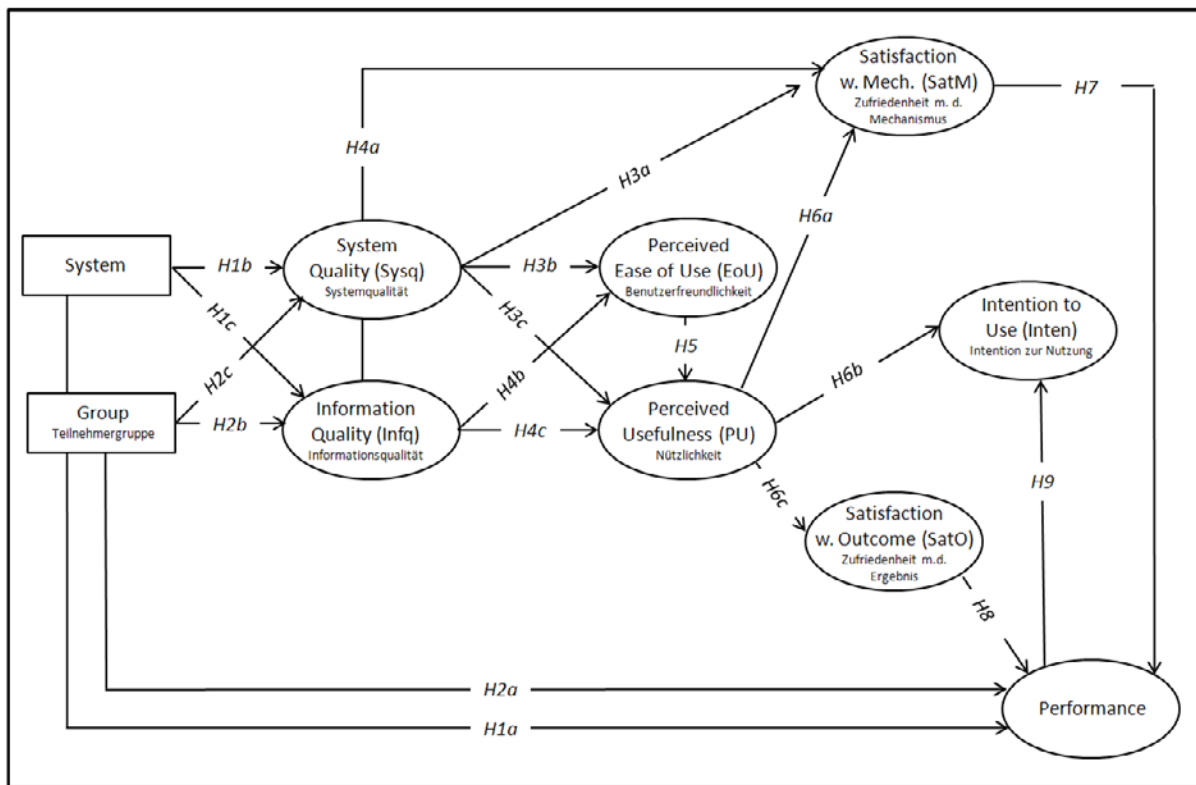 Satisfaction
w. Mech. (SatM)
Zufriedenheit m. d.
Mechanismus
H7
H4a
H3a
H6a
System
H1b
System
Quality (Sysq)
Systemqualität
H3b
Perceived
Ease of Use (EoU)
Benutzerfreundlichkeit
Intention to
Use (Inten)
Intention zur Nutzung
H1c
H2c
H3c
H4b
H5
H6b
Group
Teilnehmergruppe
H2b
Information
Quality (Infq)
Informationsqualität
H4c
Perceived
Usefulness (PU)
Nützlichkeit
H6c
H9
Satisfaction
w. Outcome (SatO)
Zufriedenheit m.d.
Ergebnis
H8
H2a
H1a
Performance